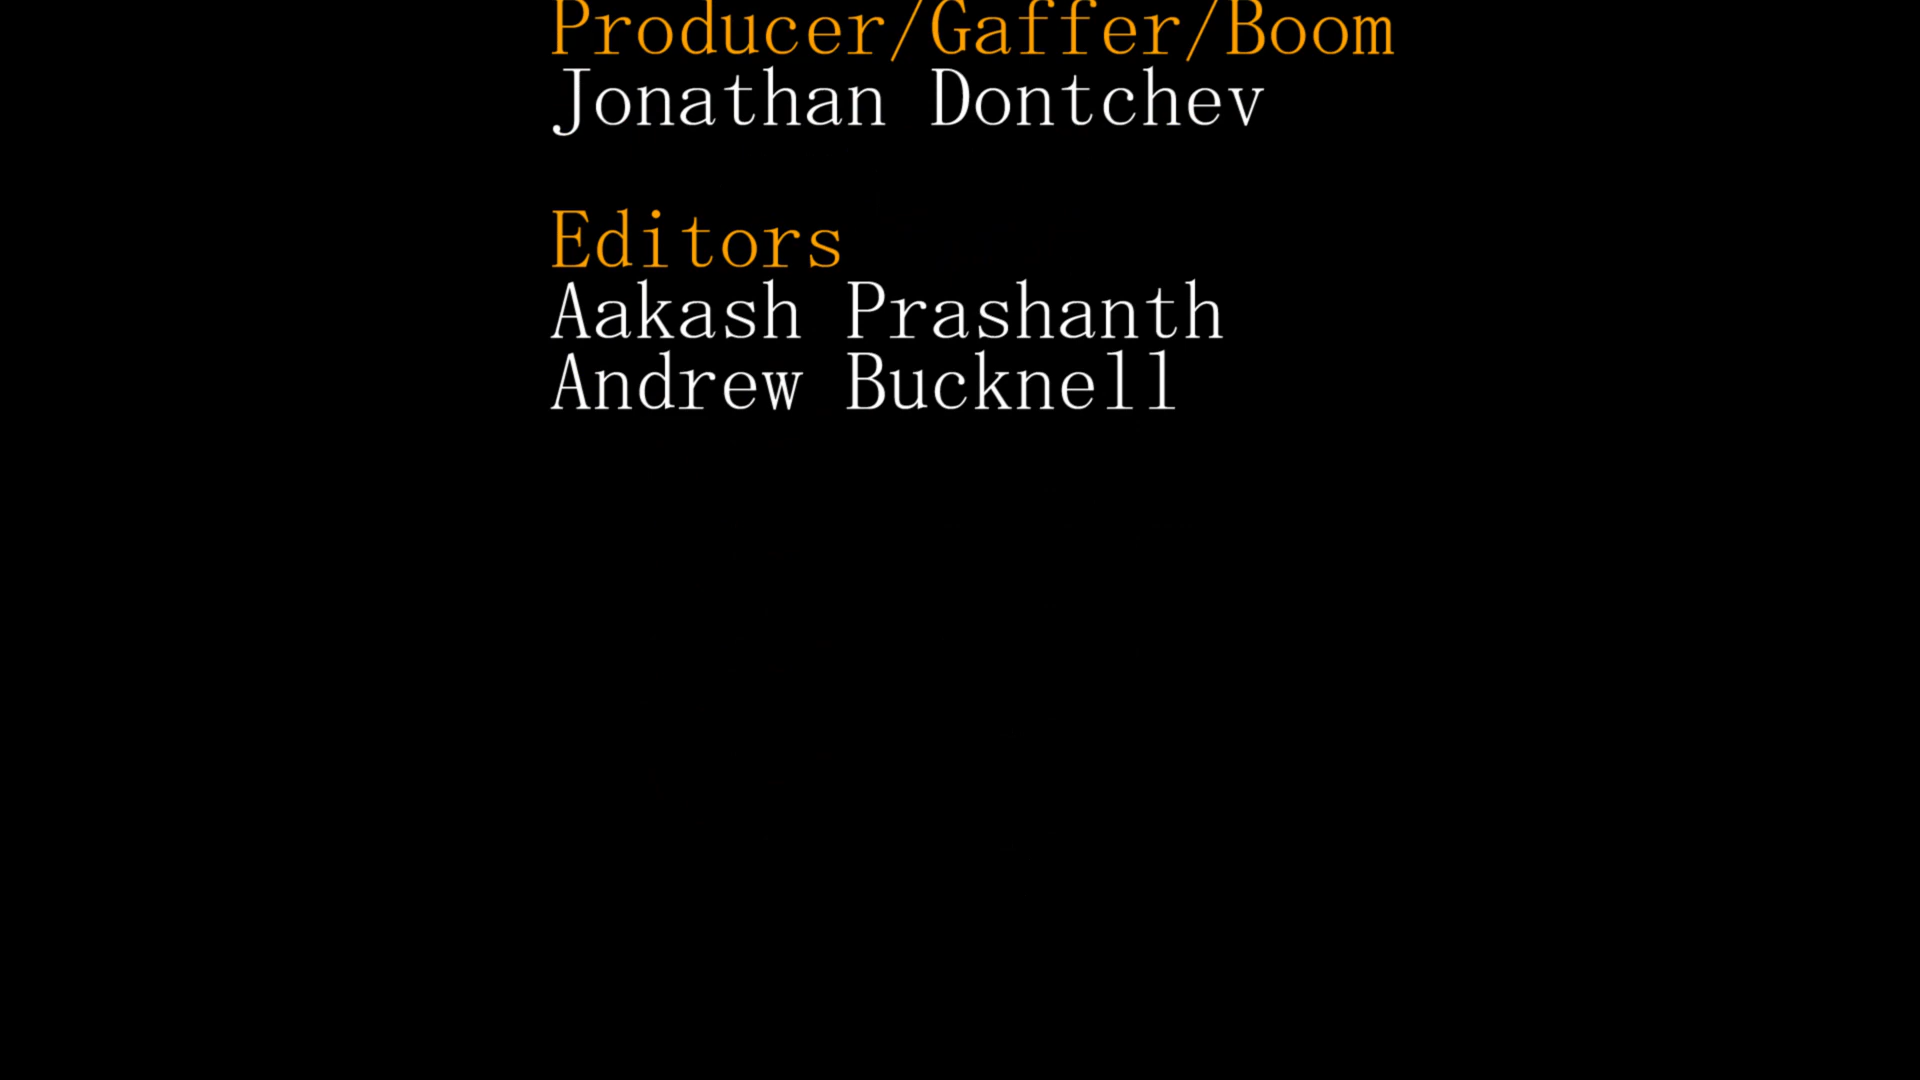 Producer/Gaffer/Boom
Jonathan Dontchev
Editors
Aakash Prashanth
Andrew Bucknell